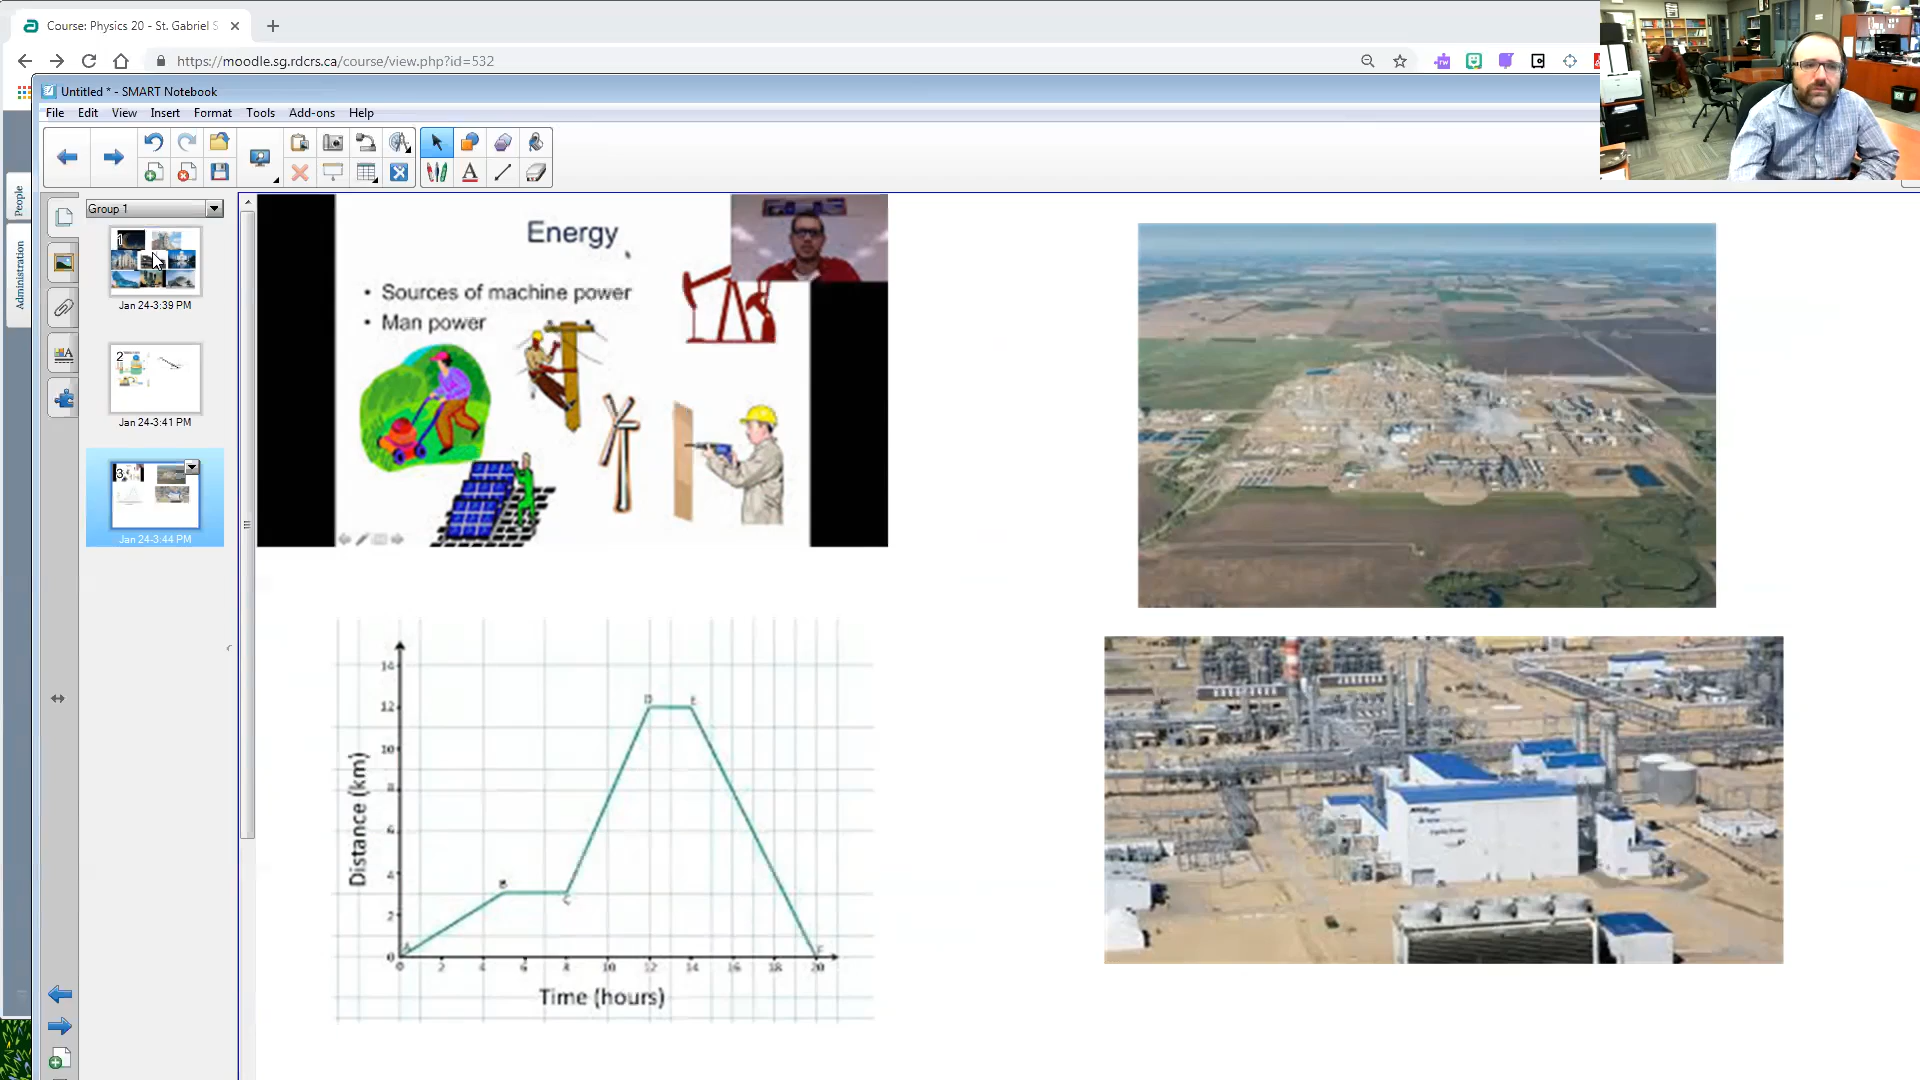 Course: Physics 20 - St. Gabriel S
https://moodle.sg.rdcrs.ca/course/view.php?id=532
Untitled * - SMART Notebook
File Edit View Insert Format Tools Add-ons Help
People
Administration
Group 1
1
Jan 24-3:39 PM
2
Jan 24-3:41 PM
3
Jan 24-3:44 PM
Energy
• Sources of machine power
• Man power
Distance (km)
14
12
10
8
6
4
2
0
A
B
C
D
E
F
0 2 4 6 8 10 12 14 16 18 20
Time (hours)